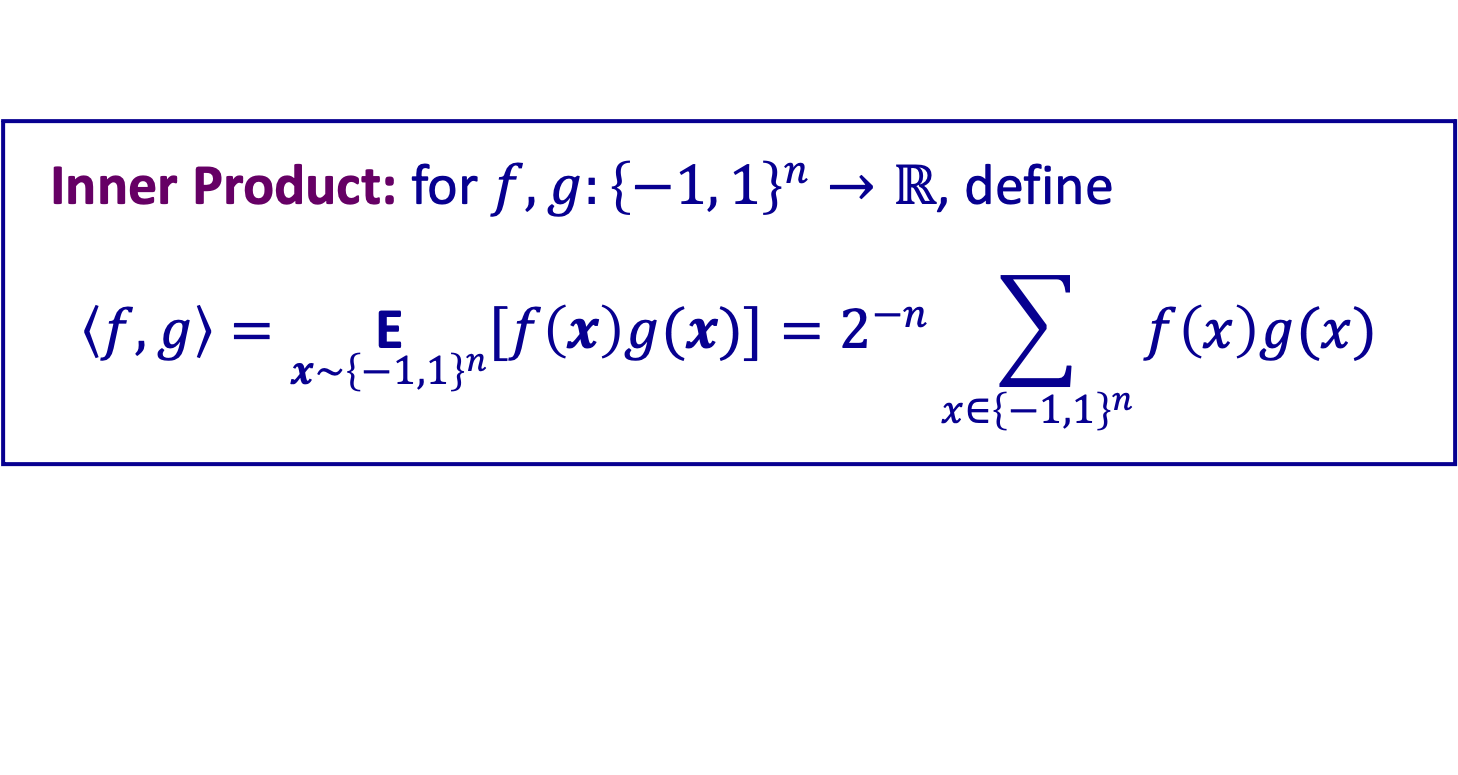 Inner Product: for f, g: {−1, 1}ⁿ → ℝ, define
⟨f, g⟩ = E_{x~{−1,1}ⁿ}[f(x)g(x)] = 2⁻ⁿ ∑_{x∈{−1,1}ⁿ} f(x)g(x)